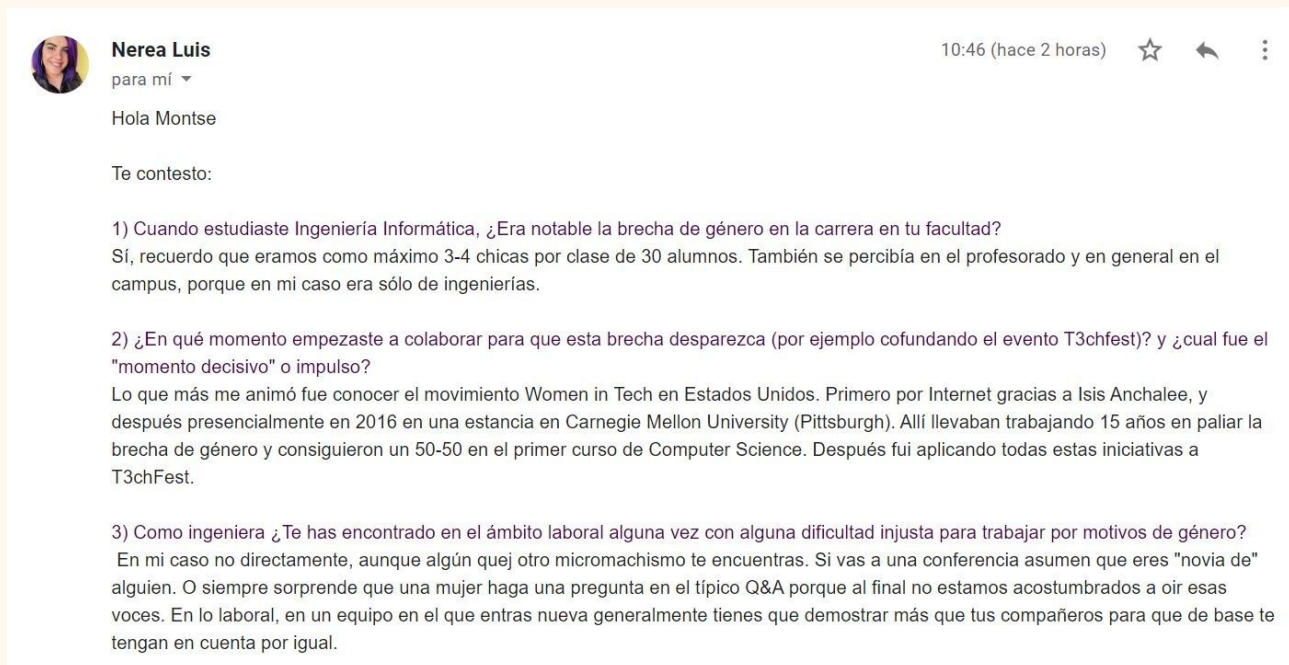 Nerea Luis
10:46 (hace 2 horas)
para mí
Hola Montse
Te contesto:
1) Cuando estudiaste Ingeniería Informática, ¿Era notable la brecha de género en la carrera en tu facultad?
Sí, recuerdo que eramos como máximo 3-4 chicas por clase de 30 alumnos. También se percibía en el profesorado y en general en el
campus, porque en mi caso era sólo de ingenierías.
2) ¿En qué momento empezaste a colaborar para que esta brecha desparezca (por ejemplo cofundando el evento T3chfest)? y ¿cual fue el
"momento decisivo" o impulso?
Lo que más me animó fue conocer el movimiento Women in Tech en Estados Unidos. Primero por Internet gracias a Isis Anchalee, y
después presencialmente en 2016 en una estancia en Carnegie Mellon University (Pittsburgh). Allí llevaban trabajando 15 años en paliar la
brecha de género y consiguieron un 50-50 en el primer curso de Computer Science. Después fui aplicando todas estas iniciativas a
T3chFest.
3) Como ingeniera ¿Te has encontrado en el ámbito laboral alguna vez con alguna dificultad injusta para trabajar por motivos de género?
En mi caso no directamente, aunque algún quej otro micromachismo te encuentras. Si vas a una conferencia asumen que eres "novia de"
alguien. O siempre sorprende que una mujer haga una pregunta en el típico Q&A porque al final no estamos acostumbrados a oir esas
voces. En lo laboral, en un equipo en el que entras nueva generalmente tienes que demostrar más que tus compañeros para que de base te
tengan en cuenta por igual.